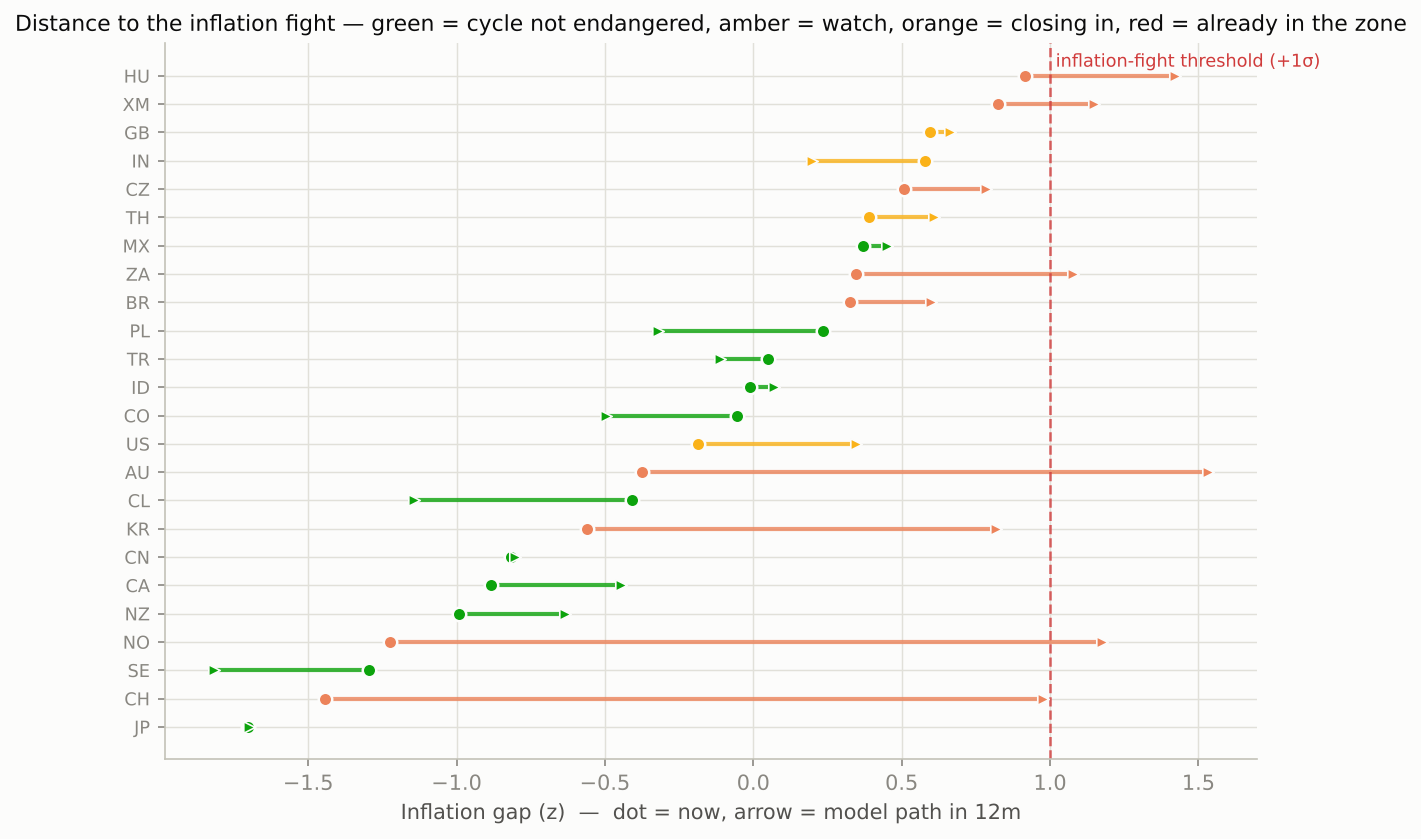 Distance to the inflation fight — green = cycle not endangered, amber = watch, orange = closing in, red = already in the zone
inflation-fight threshold (+1σ)
HU
XM
GB
IN
CZ
TH
MX
ZA
BR
PL
TR
ID
CO
US
AU
CL
KR
CN
CA
NZ
NO
SE
CH
JP
−1.5
−1.0
−0.5
0.0
0.5
1.0
1.5
Inflation gap (z) — dot = now, arrow = model path in 12m